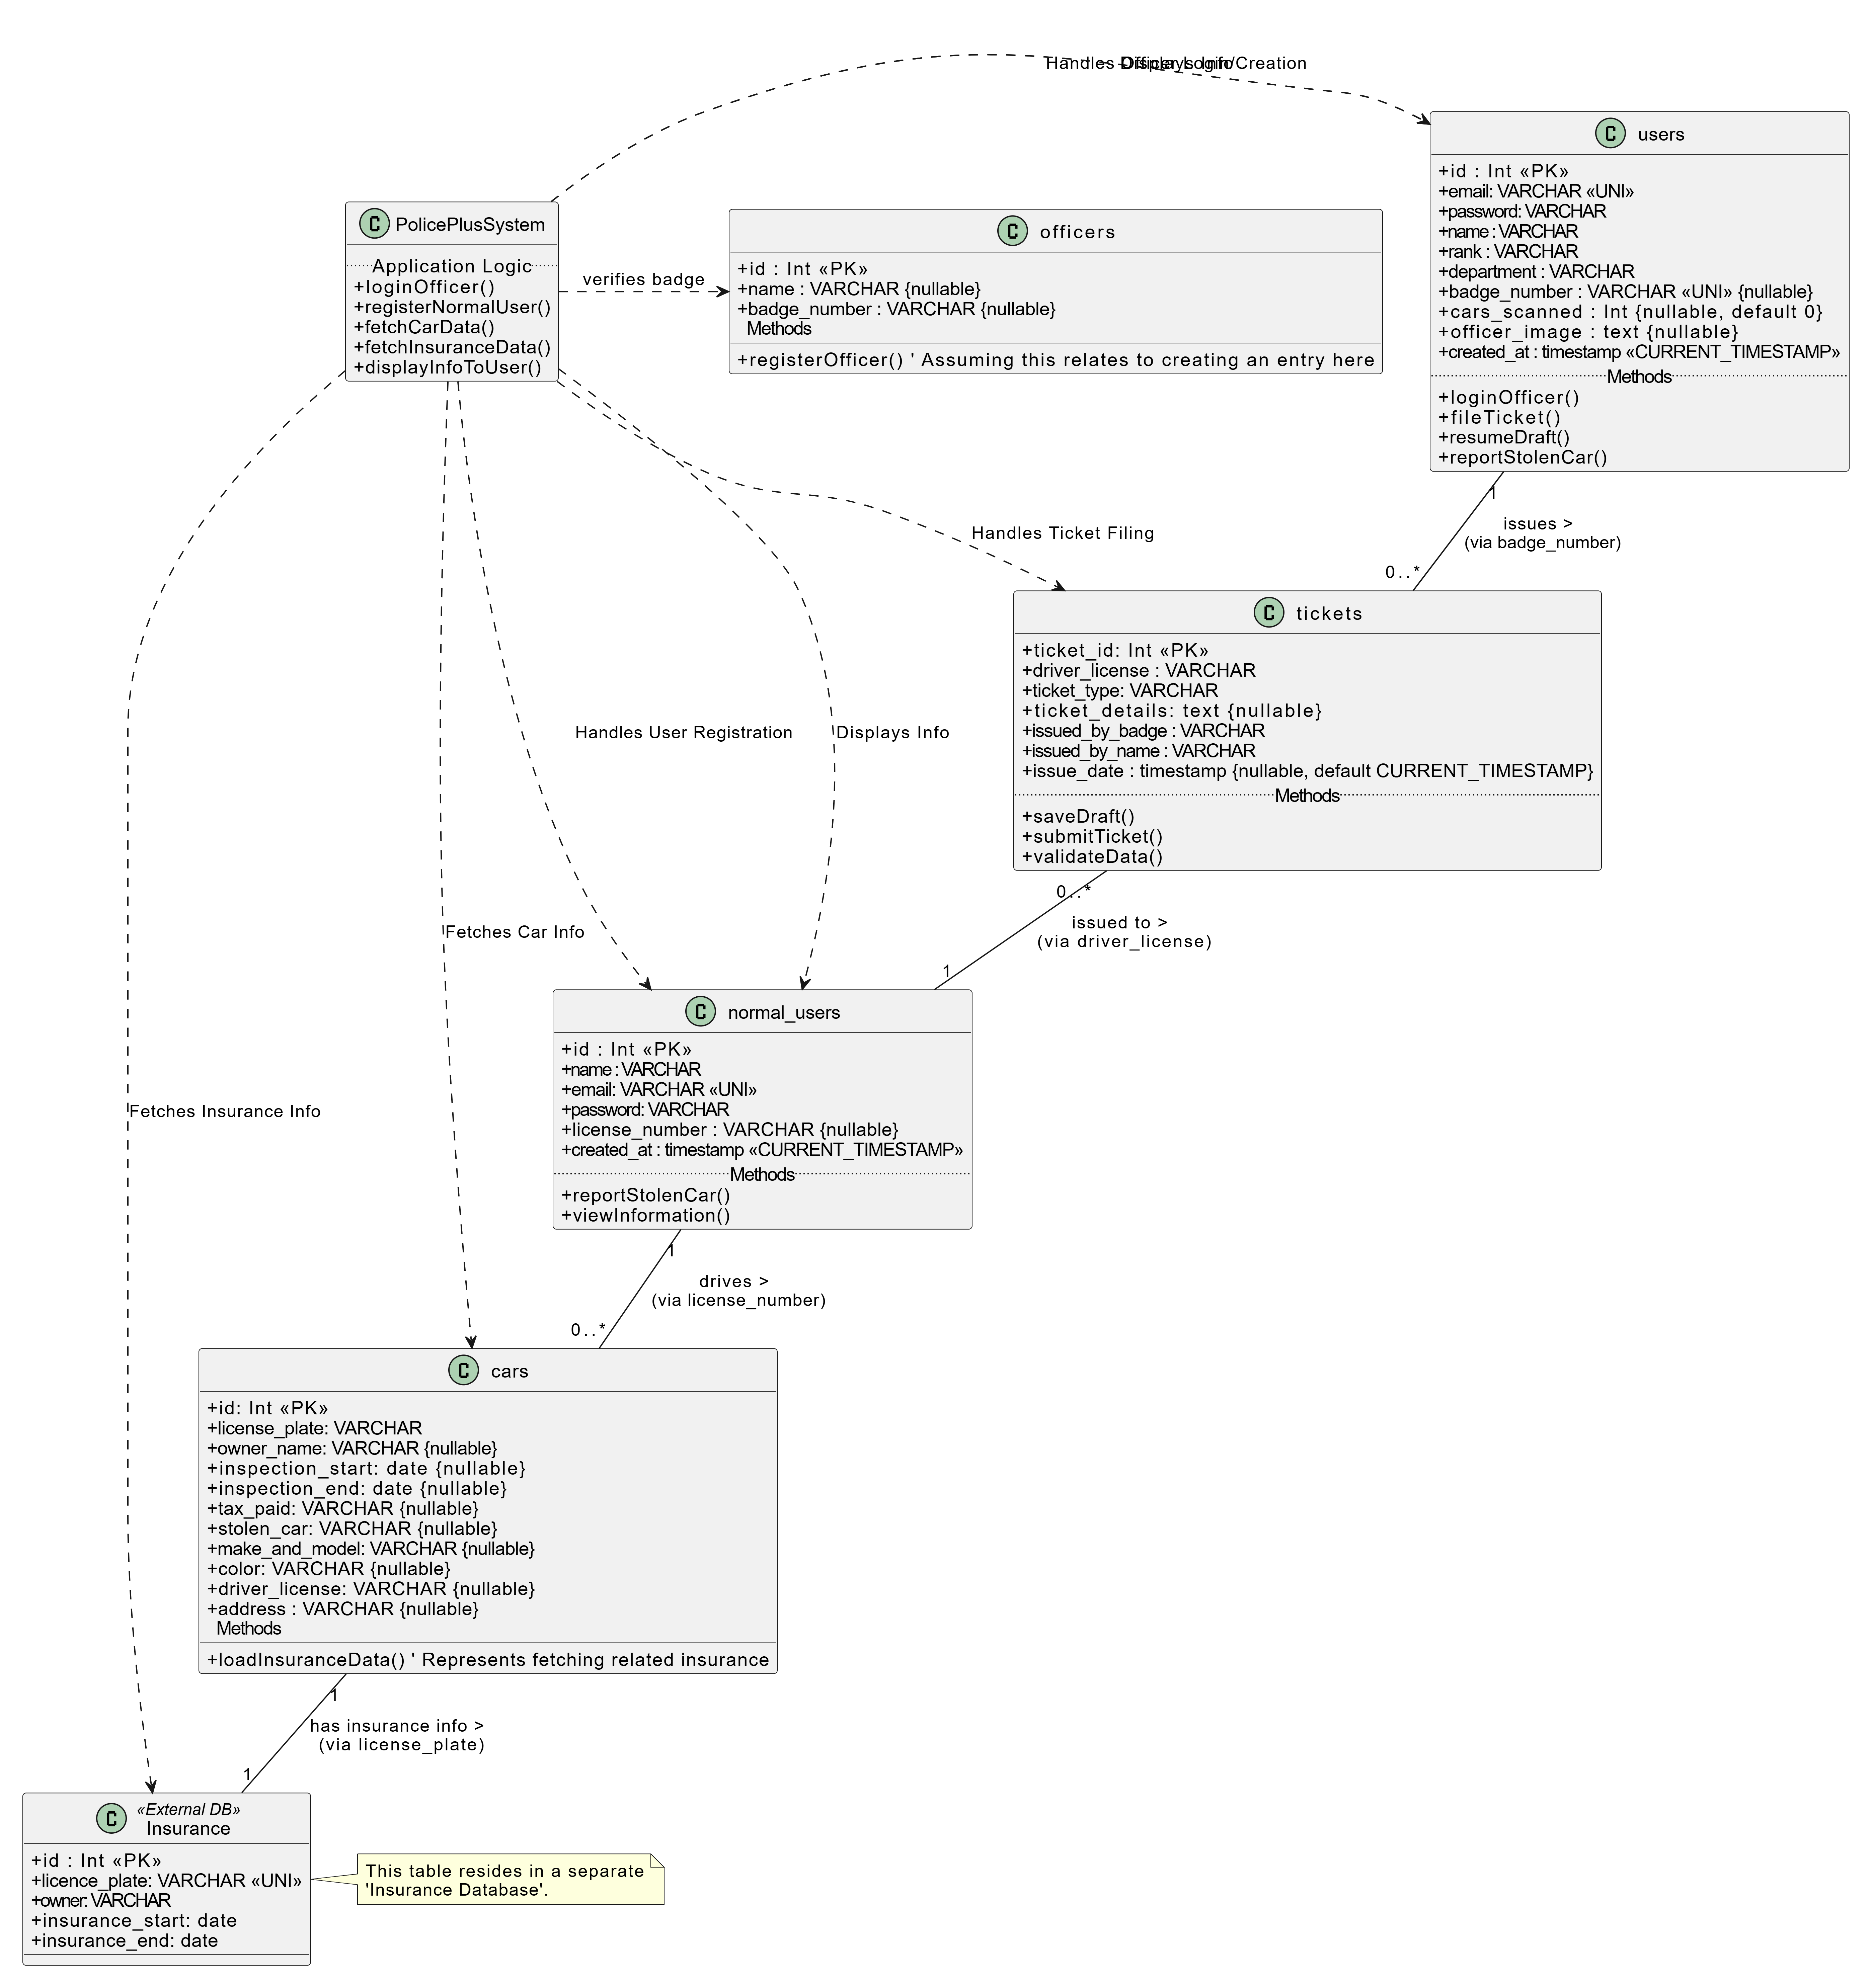 Handles Officer Login/Creation
Displays Info
C users
+id : Int «PK»
+email: VARCHAR «UNI»
+password: VARCHAR
+name : VARCHAR
+rank : VARCHAR
+department : VARCHAR
+badge_number : VARCHAR «UNI» {nullable}
+cars_scanned : Int {nullable, default 0}
+officer_image : text {nullable}
+created_at : timestamp «CURRENT_TIMESTAMP»
Methods
+loginOfficer()
+fileTicket()
+resumeDraft()
+reportStolenCar()
C PolicePlusSystem
Application Logic
+loginOfficer()
+registerNormalUser()
+fetchCarData()
+fetchInsuranceData()
+displayInfoToUser()
verifies badge
C officers
+id : Int «PK»
+name : VARCHAR {nullable}
+badge_number : VARCHAR {nullable}
Methods
+registerOfficer() ' Assuming this relates to creating an entry here
1
issues >
(via badge_number)
0..*
Handles Ticket Filing
C tickets
+ticket_id: Int «PK»
+driver_license : VARCHAR
+ticket_type: VARCHAR
+ticket_details: text {nullable}
+issued_by_badge : VARCHAR
+issued_by_name : VARCHAR
+issue_date : timestamp {nullable, default CURRENT_TIMESTAMP}
Methods
+saveDraft()
+submitTicket()
+validateData()
Handles User Registration
Displays Info
0..*
issued to >
(via driver_license)
1
Fetches Car Info
C normal_users
+id : Int «PK»
+name : VARCHAR
+email: VARCHAR «UNI»
+password: VARCHAR
+license_number : VARCHAR {nullable}
+created_at : timestamp «CURRENT_TIMESTAMP»
Methods
+reportStolenCar()
+viewInformation()
Fetches Insurance Info
1
drives >
(via license_number)
0..*
C cars
+id: Int «PK»
+license_plate: VARCHAR
+owner_name: VARCHAR {nullable}
+inspection_start: date {nullable}
+inspection_end: date {nullable}
+tax_paid: VARCHAR {nullable}
+stolen_car: VARCHAR {nullable}
+make_and_model: VARCHAR {nullable}
+color: VARCHAR {nullable}
+driver_license: VARCHAR {nullable}
+address : VARCHAR {nullable}
Methods
+loadInsuranceData() ' Represents fetching related insurance
1
has insurance info >
(via license_plate)
1
C «External DB»
Insurance
+id : Int «PK»
+licence_plate: VARCHAR «UNI»
+owner: VARCHAR
+insurance_start: date
+insurance_end: date
This table resides in a separate
'Insurance Database'.